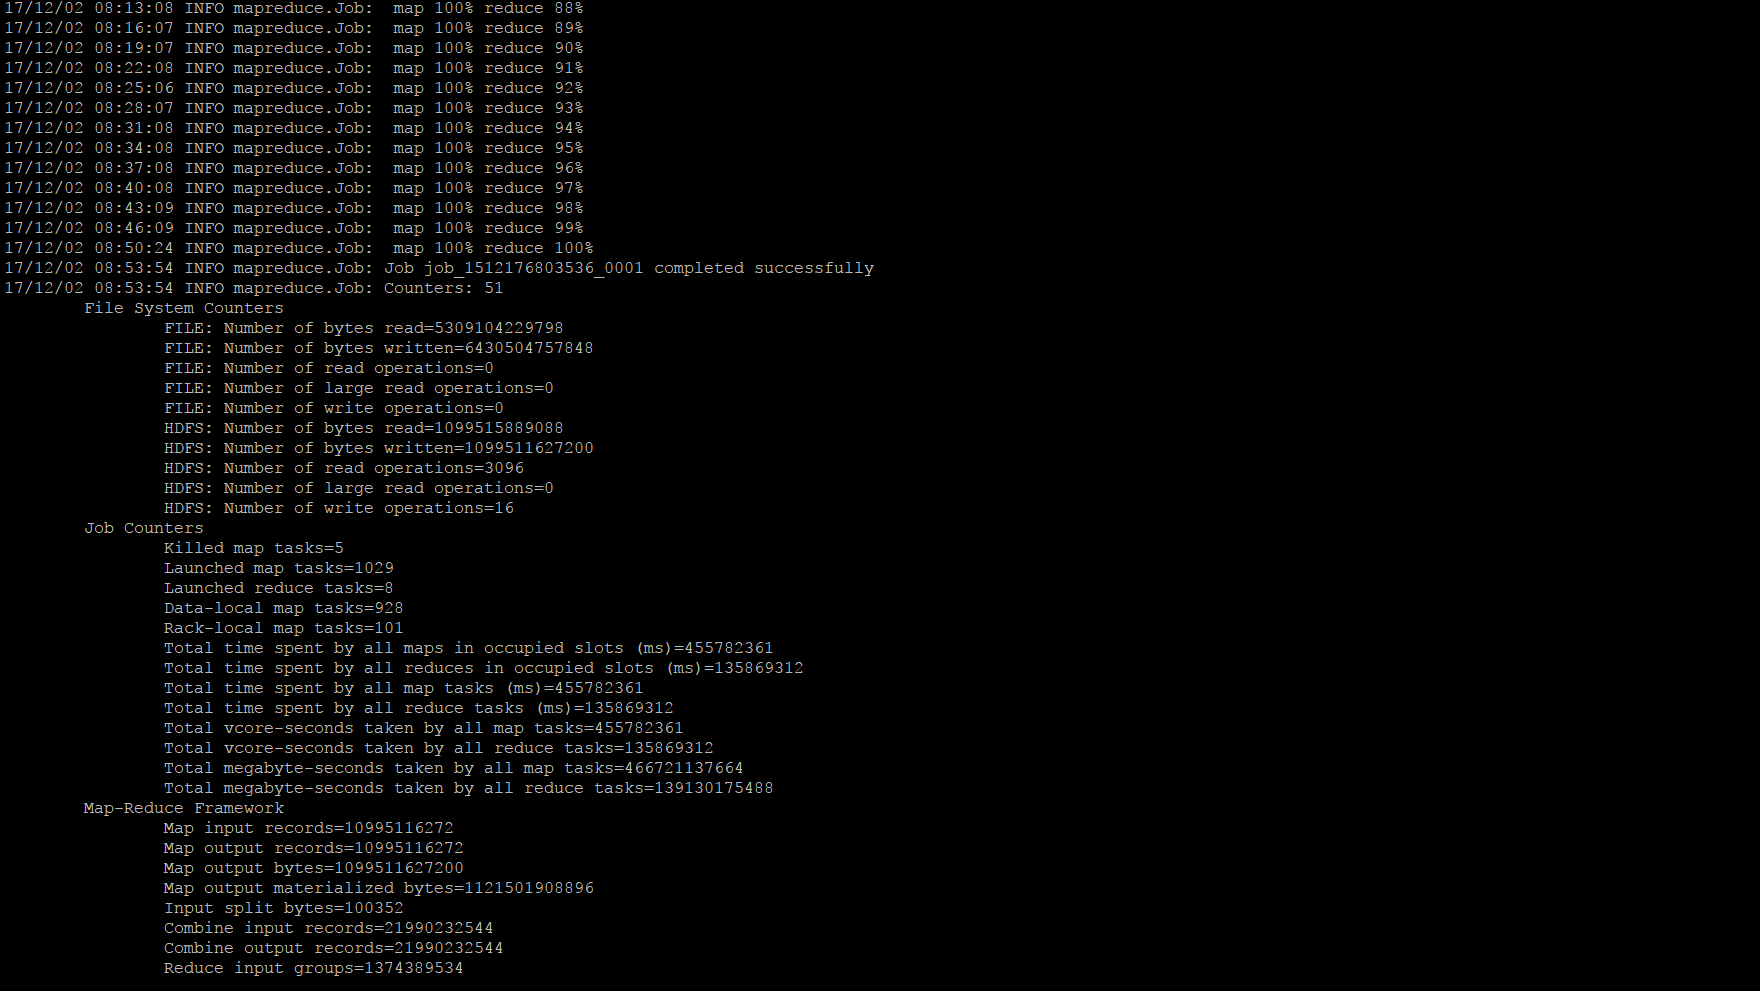 17/12/02 08:13:08 INFO mapreduce.Job:  map 100% reduce 88%
17/12/02 08:16:07 INFO mapreduce.Job:  map 100% reduce 89%
17/12/02 08:19:07 INFO mapreduce.Job:  map 100% reduce 90%
17/12/02 08:22:08 INFO mapreduce.Job:  map 100% reduce 91%
17/12/02 08:25:06 INFO mapreduce.Job:  map 100% reduce 92%
17/12/02 08:28:07 INFO mapreduce.Job:  map 100% reduce 93%
17/12/02 08:31:08 INFO mapreduce.Job:  map 100% reduce 94%
17/12/02 08:34:08 INFO mapreduce.Job:  map 100% reduce 95%
17/12/02 08:37:08 INFO mapreduce.Job:  map 100% reduce 96%
17/12/02 08:40:08 INFO mapreduce.Job:  map 100% reduce 97%
17/12/02 08:43:09 INFO mapreduce.Job:  map 100% reduce 98%
17/12/02 08:46:09 INFO mapreduce.Job:  map 100% reduce 99%
17/12/02 08:50:24 INFO mapreduce.Job:  map 100% reduce 100%
17/12/02 08:53:54 INFO mapreduce.Job: Job job_1512176803536_0001 completed successfully
17/12/02 08:53:54 INFO mapreduce.Job: Counters: 51
File System Counters
FILE: Number of bytes read=5309104229798
FILE: Number of bytes written=6430504757848
FILE: Number of read operations=0
FILE: Number of large read operations=0
FILE: Number of write operations=0
HDFS: Number of bytes read=1099515889088
HDFS: Number of bytes written=1099511627200
HDFS: Number of read operations=3096
HDFS: Number of large read operations=0
HDFS: Number of write operations=16
Job Counters
Killed map tasks=5
Launched map tasks=1029
Launched reduce tasks=8
Data-local map tasks=928
Rack-local map tasks=101
Total time spent by all maps in occupied slots (ms)=455782361
Total time spent by all reduces in occupied slots (ms)=135869312
Total time spent by all map tasks (ms)=455782361
Total time spent by all reduce tasks (ms)=135869312
Total vcore-seconds taken by all map tasks=455782361
Total vcore-seconds taken by all reduce tasks=135869312
Total megabyte-seconds taken by all map tasks=466721137664
Total megabyte-seconds taken by all reduce tasks=139130175488
Map-Reduce Framework
Map input records=10995116272
Map output records=10995116272
Map output bytes=1099511627200
Map output materialized bytes=1121501908896
Input split bytes=100352
Combine input records=21990232544
Combine output records=21990232544
Reduce input groups=1374389534